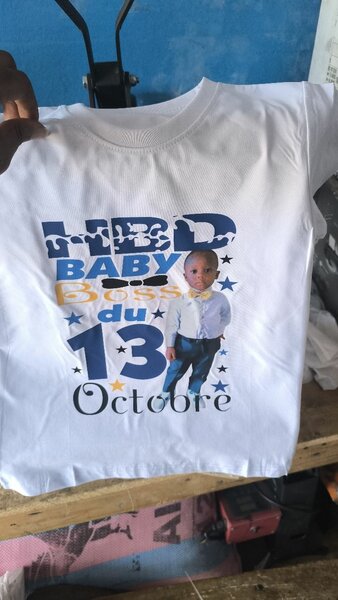 HBD
BABY
Boss
du
13
Octobre